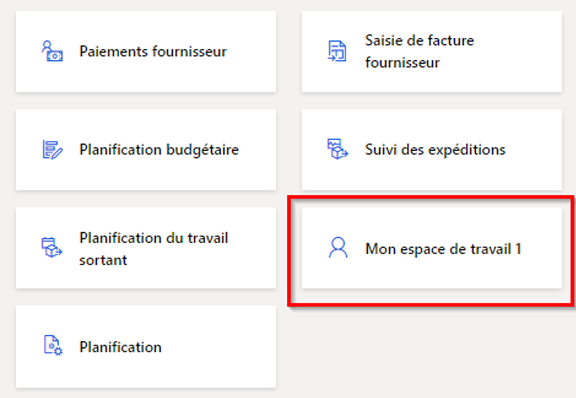 Paiements fournisseur
Saisie de facture
fournisseur
Planification budgétaire
Suivi des expéditions
Planification du travail
sortant
Mon espace de travail 1
Planification